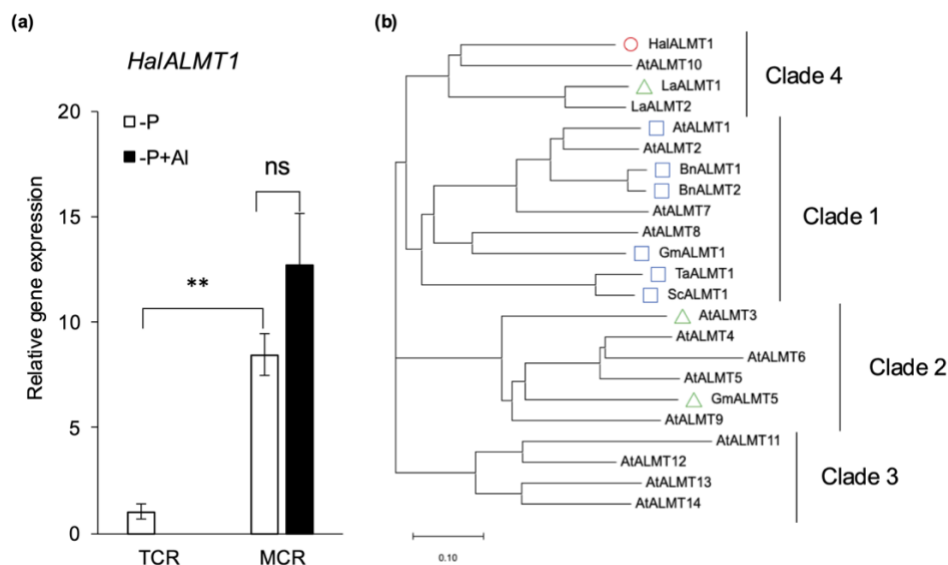 (a)
HalALMT1
-P
-P+Al
ns
**
20
15
10
5
0
Relative gene expression
TCR
MCR
(b)
HalALMT1
AtALMT10
LaALMT1
LaALMT2
Clade 4
AtALMT1
AtALMT2
BnALMT1
BnALMT2
AtALMT7
AtALMT8
GmALMT1
TaALMT1
ScALMT1
Clade 1
AtALMT3
AtALMT4
AtALMT6
AtALMT5
GmALMT5
AtALMT9
Clade 2
AtALMT11
AtALMT12
AtALMT13
AtALMT14
Clade 3
0.10